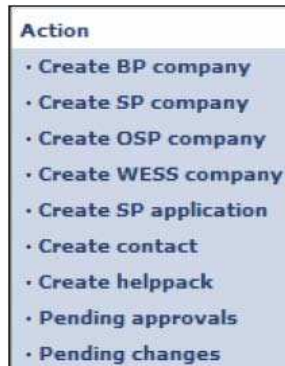 Action
· Create BP company
· Create SP company
· Create OSP company
· Create WESS company
· Create SP application
· Create contact
· Create helppack
· Pending approvals
· Pending changes